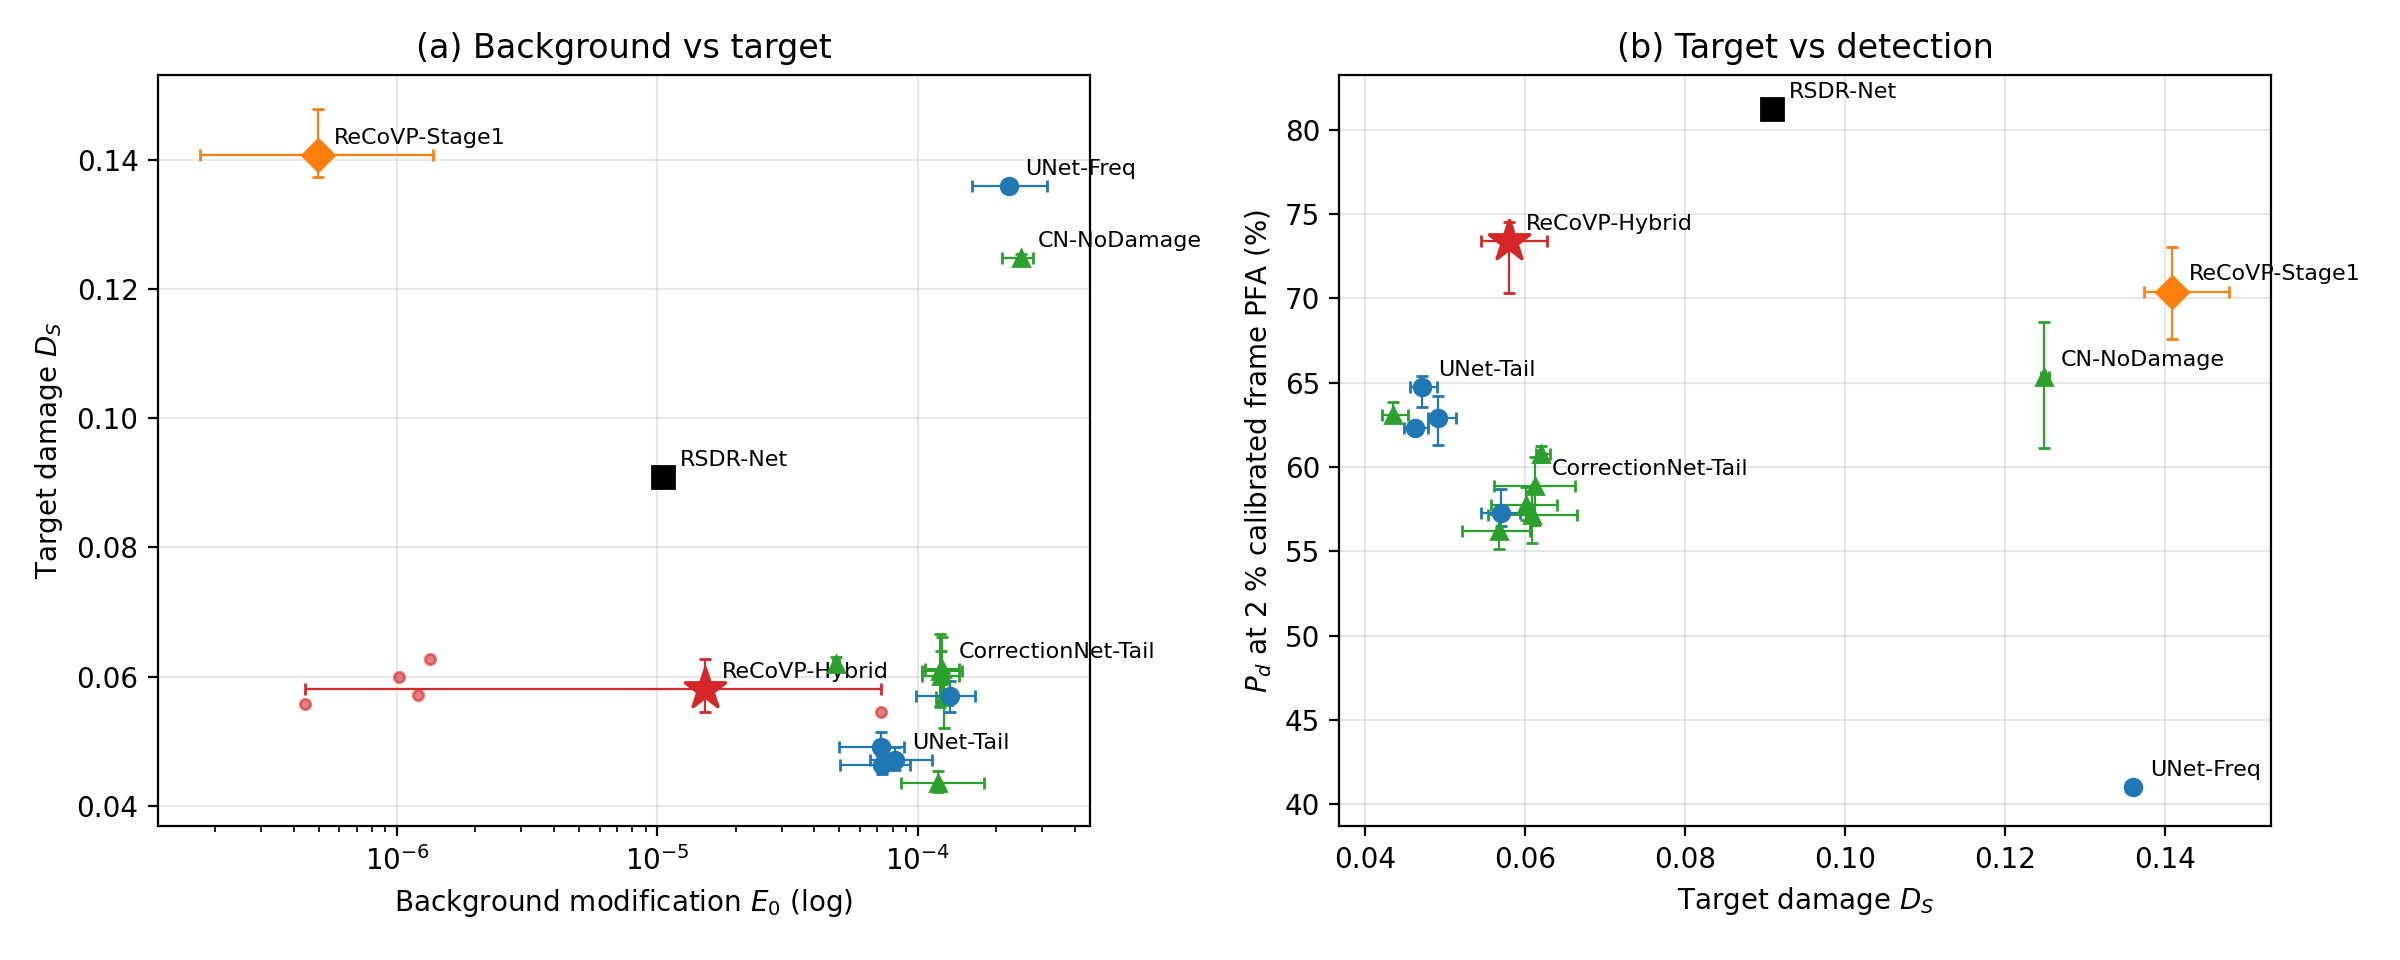 (a) Background vs target
ReCoVP-Stage1
UNet-Freq
CN-NoDamage
RSDR-Net
CorrectionNet-Tail
ReCoVP-Hybrid
UNet-Tail
0.14
0.12
0.10
0.08
0.06
0.04
Target damage $D_S$
10⁻⁶
10⁻⁵
10⁻⁴
Background modification $E_0$ (log)
(b) Target vs detection
RSDR-Net
ReCoVP-Hybrid
ReCoVP-Stage1
UNet-Tail
CN-NoDamage
CorrectionNet-Tail
UNet-Freq
80
75
70
65
60
55
50
45
40
$P_d$ at 2 % calibrated frame PFA (%)
0.04
0.06
0.08
0.10
0.12
0.14
Target damage $D_S$